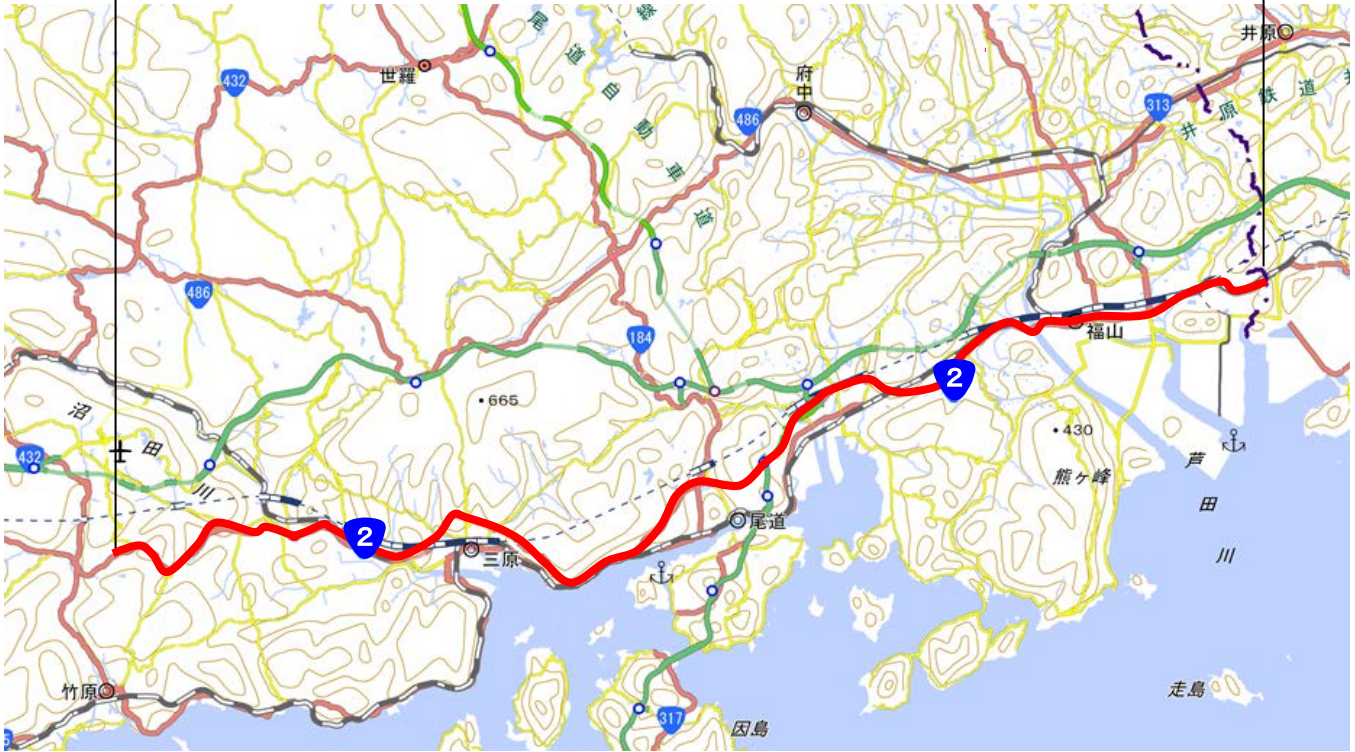 井原
世羅
432
尾道自動車道
府中
486
313
井原鉄道井
486
184
2
福山
665
沼田川
432
430
熊ヶ峰
芦田川
2
尾道
三原
竹原
走島
317
因島